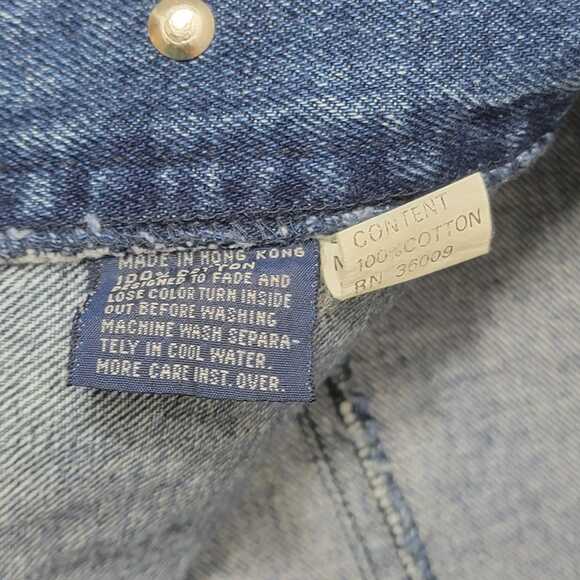 MADE IN HONG KONG
100% COTTON
DESIGNED TO FADE AND
LOSE COLOR TURN INSIDE
OUT BEFORE WASHING
MACHINE WASH SEPARA-
TELY IN COOL WATER.
MORE CARE INST. OVER.
M
CONTENT
100% COTTON
RN 36009